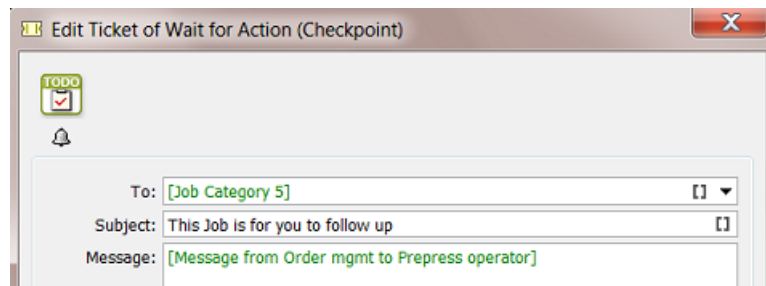 Edit Ticket of Wait for Action (Checkpoint)
TODO
To: [Job Category 5] []
Subject: This Job is for you to follow up []
Message: [Message from Order mgmt to Prepress operator]